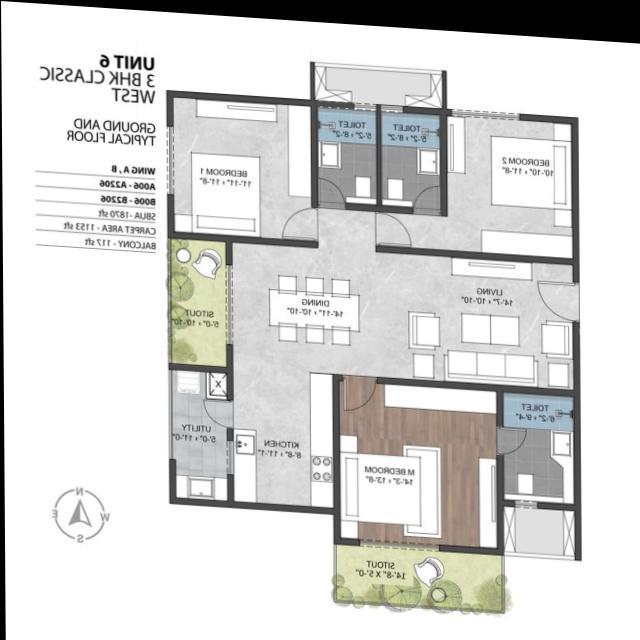 UNIT 6
3 BHK CLASSIC
WEST
GROUND AND
TYPICAL FLOOR
WING A , B
A006 - A2206
B006 - B2206
SBUA -1870 sft
CARPET AREA - 1153 sft
BALCONY - 117 sft
TOILET
5'-2" x 8'-2"
TOILET
5'-2" x 8'-2"
BEDROOM 2
10'-10" x 11'-8"
BEDROOM 1
11'-11" x 11'-8"
LIVING
14'-7" x 10'-10"
DINING
14'-11" x 10'-10"
SITOUT
5'-0" x 10'-10"
TOILET
6'-2" x 9'-4"
UTILITY
5'-0" x 11'-0"
KITCHEN
8'-8" x 11'-1"
M.BEDROOM
14'-3" x 13'-8"
SITOUT
14'-8" X 5'-0"
N
E
W
S
X